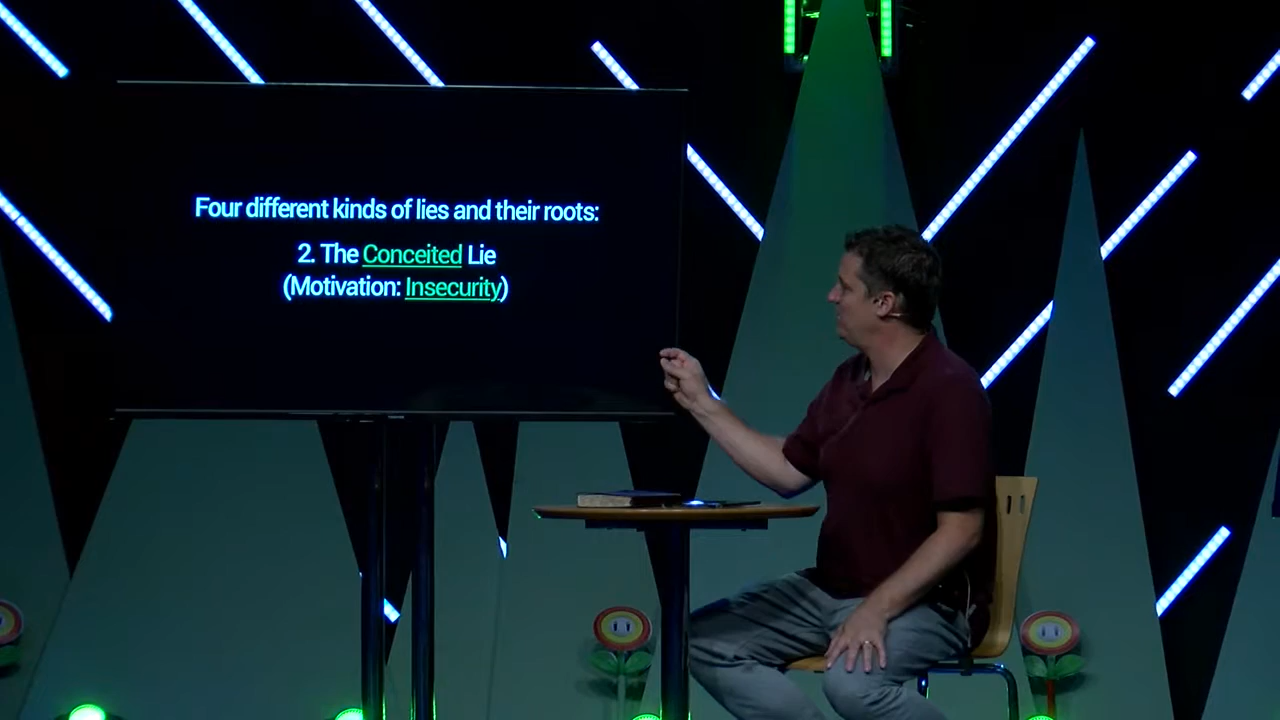 Four different kinds of lies and their roots:
2. The Conceited Lie
(Motivation: Insecurity)